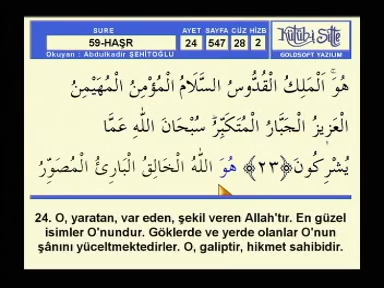 SURE
59-HAŞR
Okuyan : Abdulkadir ŞEHİTOĞLU
AYET SAYFA CÜZ HİZB
24 547 28 2
Kütüb-i Sitte
GOLDSOFT YAZILIM
هُوَۚ اَلْمَلِكُ الْقُدُّوسُ السَّلَامُ الْمُؤْمِنُ الْمُهَيْمِنُ
الْعَزِيزُ الْجَبَّارُ الْمُتَكَبِّرُۜ سُبْحَانَ اللّٰهِ عَمَّا
يُشْرِكُونَ ﴿٢٣﴾ هُوَ اللّٰهُ الْخَالِقُ الْبَارِئُ الْمُصَوِّرُ
24. O, yaratan, var eden, şekil veren Allah'tır. En güzel
isimler O'nundur. Göklerde ve yerde olanlar O'nun
şânını yüceltmektedirler. O, galiptir, hikmet sahibidir.